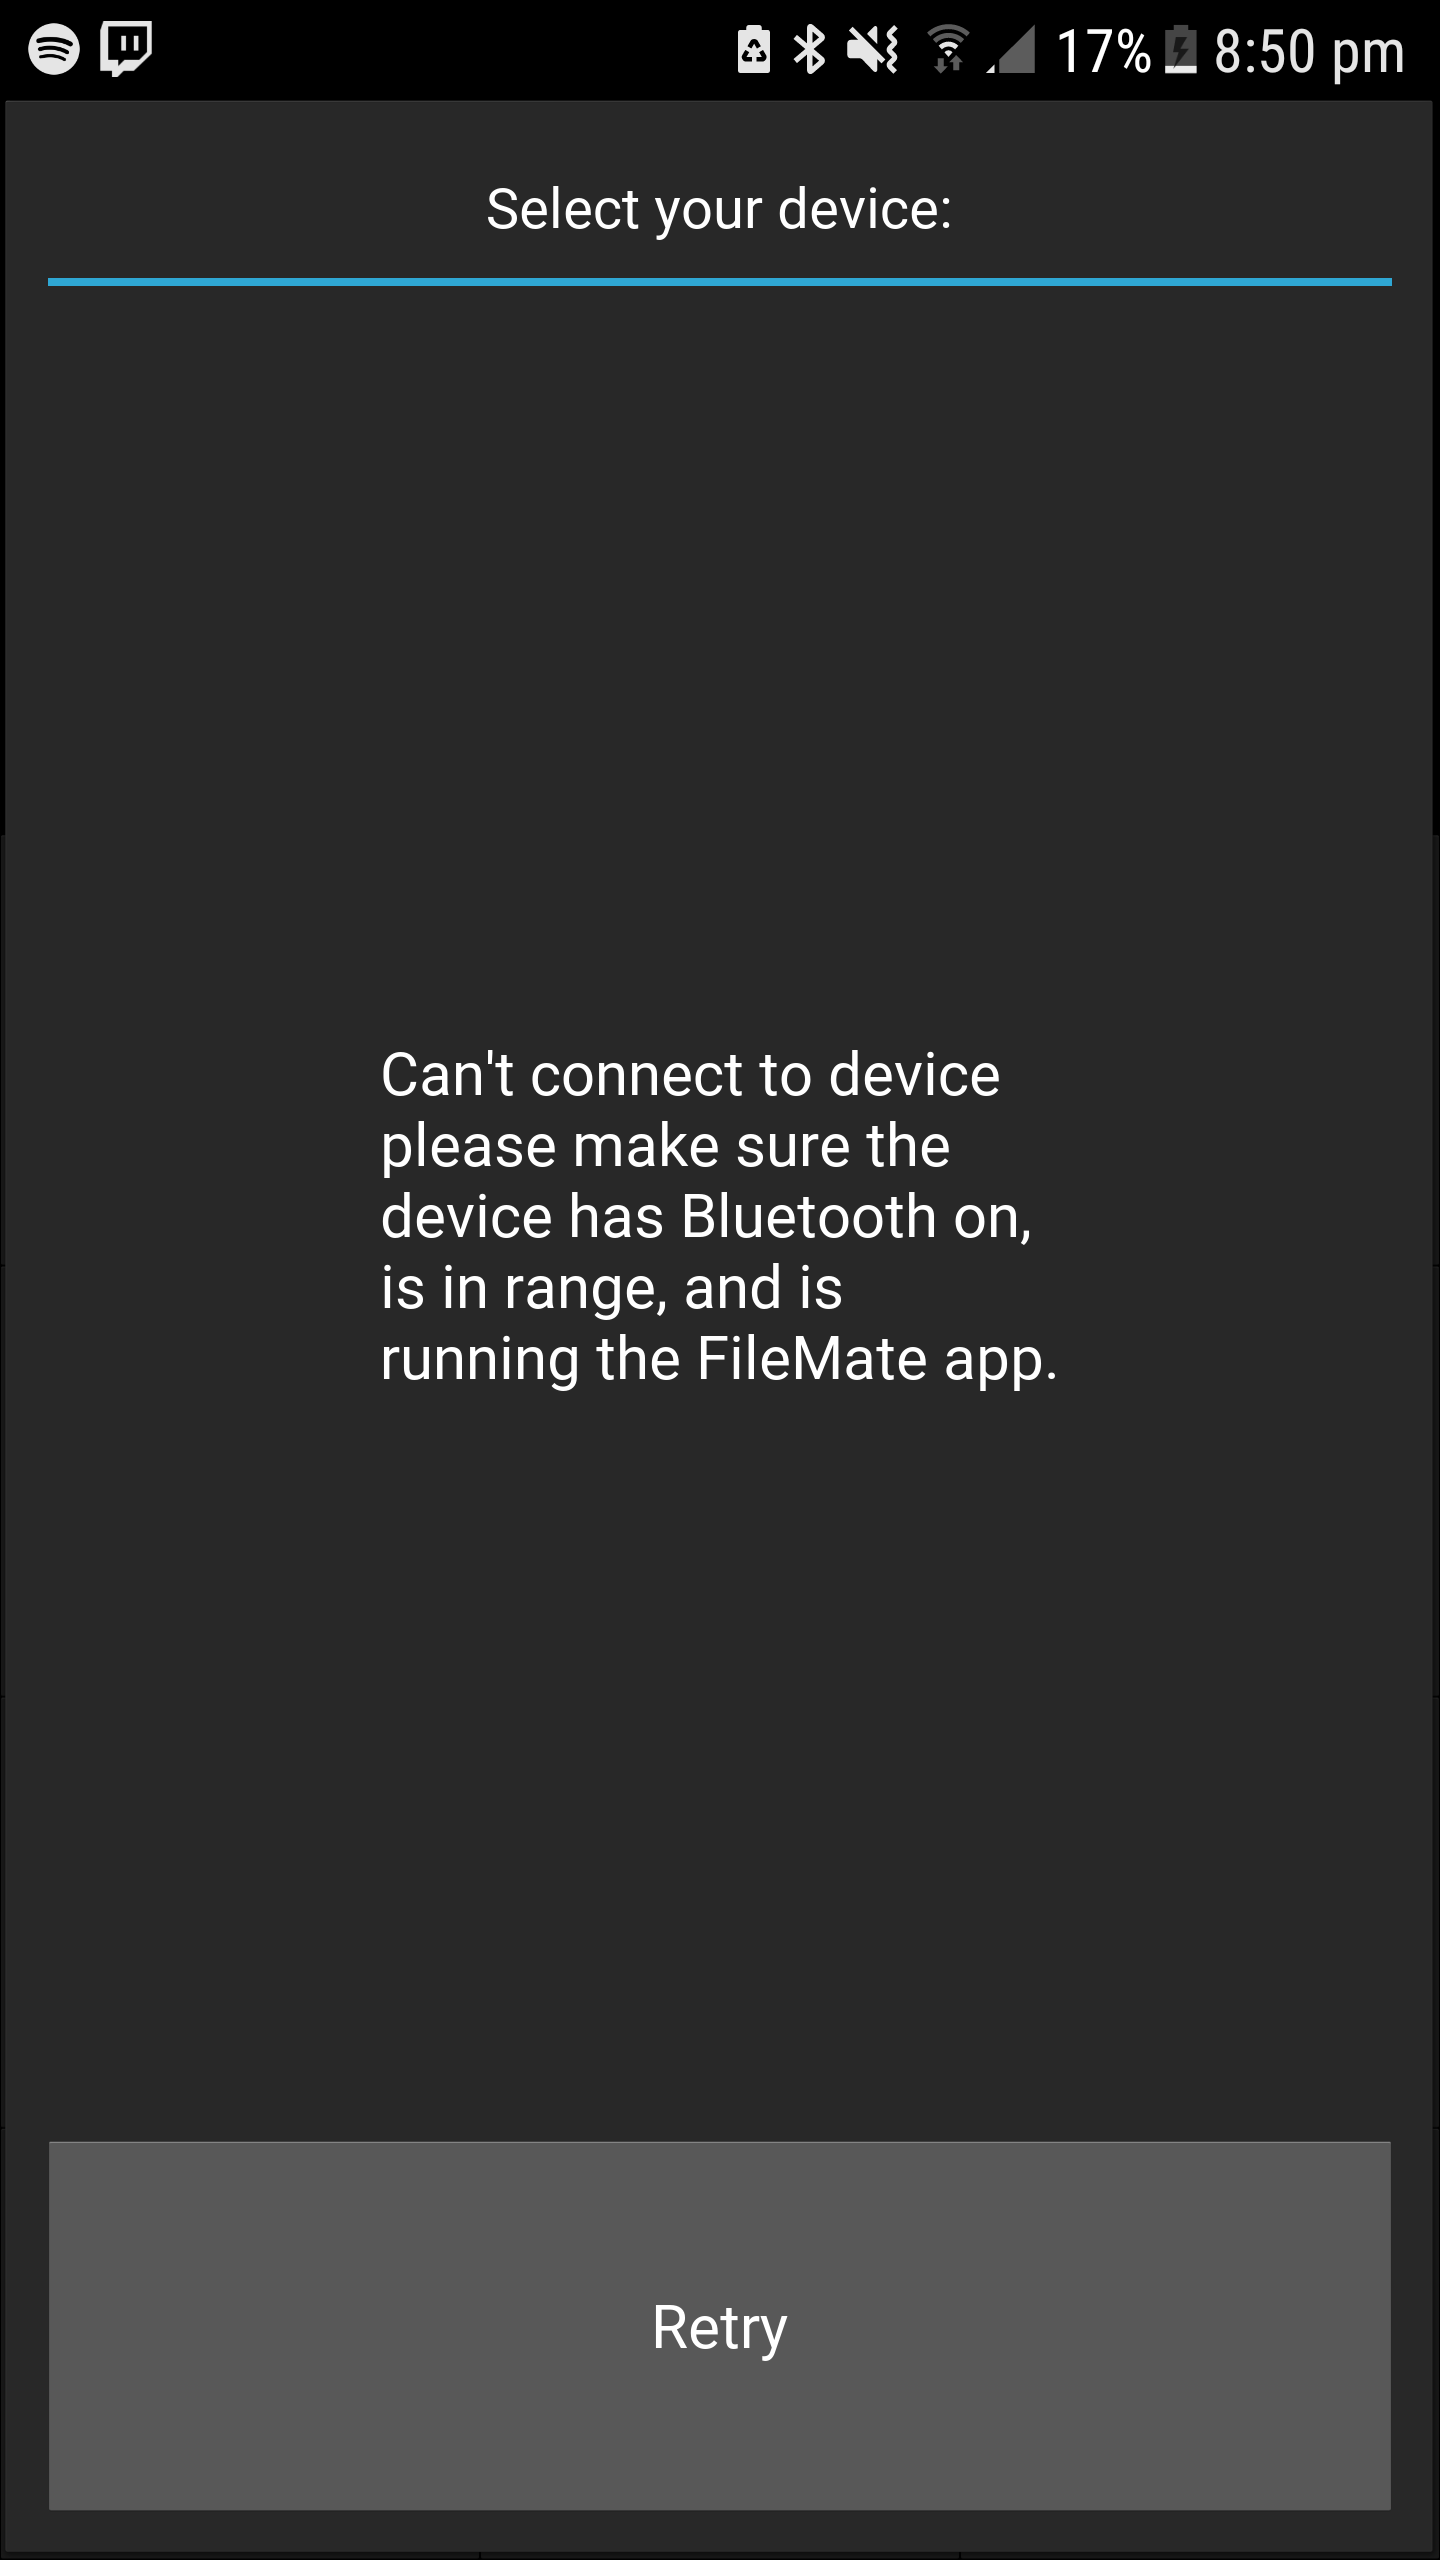 17% 8:50 pm
Select your device:
Can't connect to device
please make sure the
device has Bluetooth on,
is in range, and is
running the FileMate app.
Retry